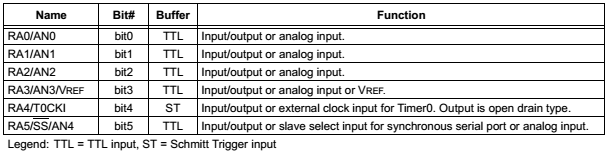 Name Bit# Buffer Function
RA0/AN0 bit0 TTL Input/output or analog input.
RA1/AN1 bit1 TTL Input/output or analog input.
RA2/AN2 bit2 TTL Input/output or analog input.
RA3/AN3/VREF bit3 TTL Input/output or analog input or VREF.
RA4/T0CKI bit4 ST Input/output or external clock input for Timer0. Output is open drain type.
RA5/S̅S̅/AN4 bit5 TTL Input/output or slave select input for synchronous serial port or analog input.
Legend: TTL = TTL input, ST = Schmitt Trigger input